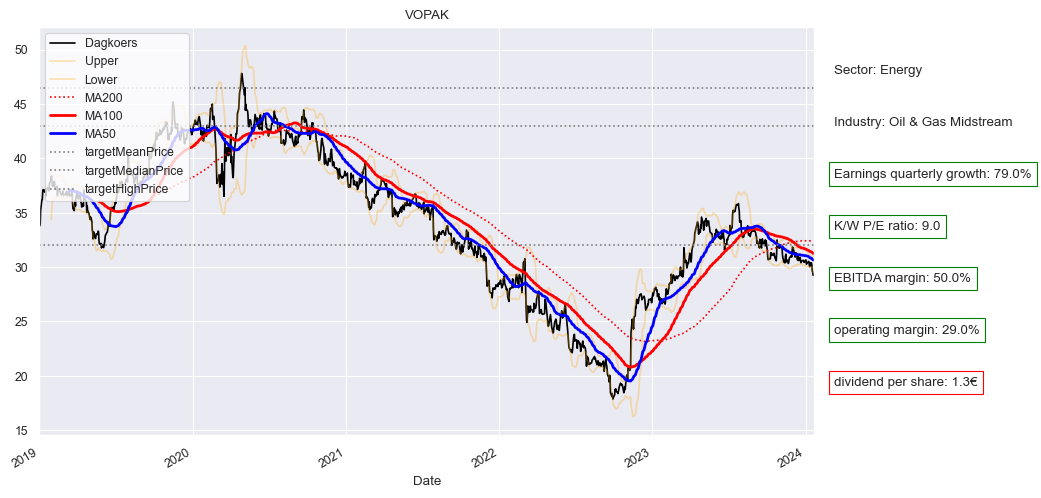 VOPAK
50
45
40
35
30
25
20
15
Dagkoers
Upper
Lower
MA200
MA100
MA50
targetMeanPrice
targetMedianPrice
targetHighPrice
2019
2020
2021
2022
2023
2024
Date
Sector: Energy
Industry: Oil & Gas Midstream
Earnings quarterly growth: 79.0%
K/W P/E ratio: 9.0
EBITDA margin: 50.0%
operating margin: 29.0%
dividend per share: 1.3€